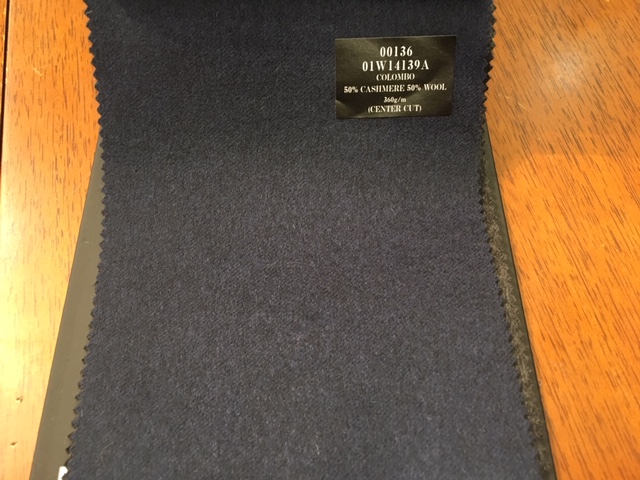 00136
01W14139A
COLOMBO
50% CASHMERE 50% WOOL
360g/m
(CENTER CUT)